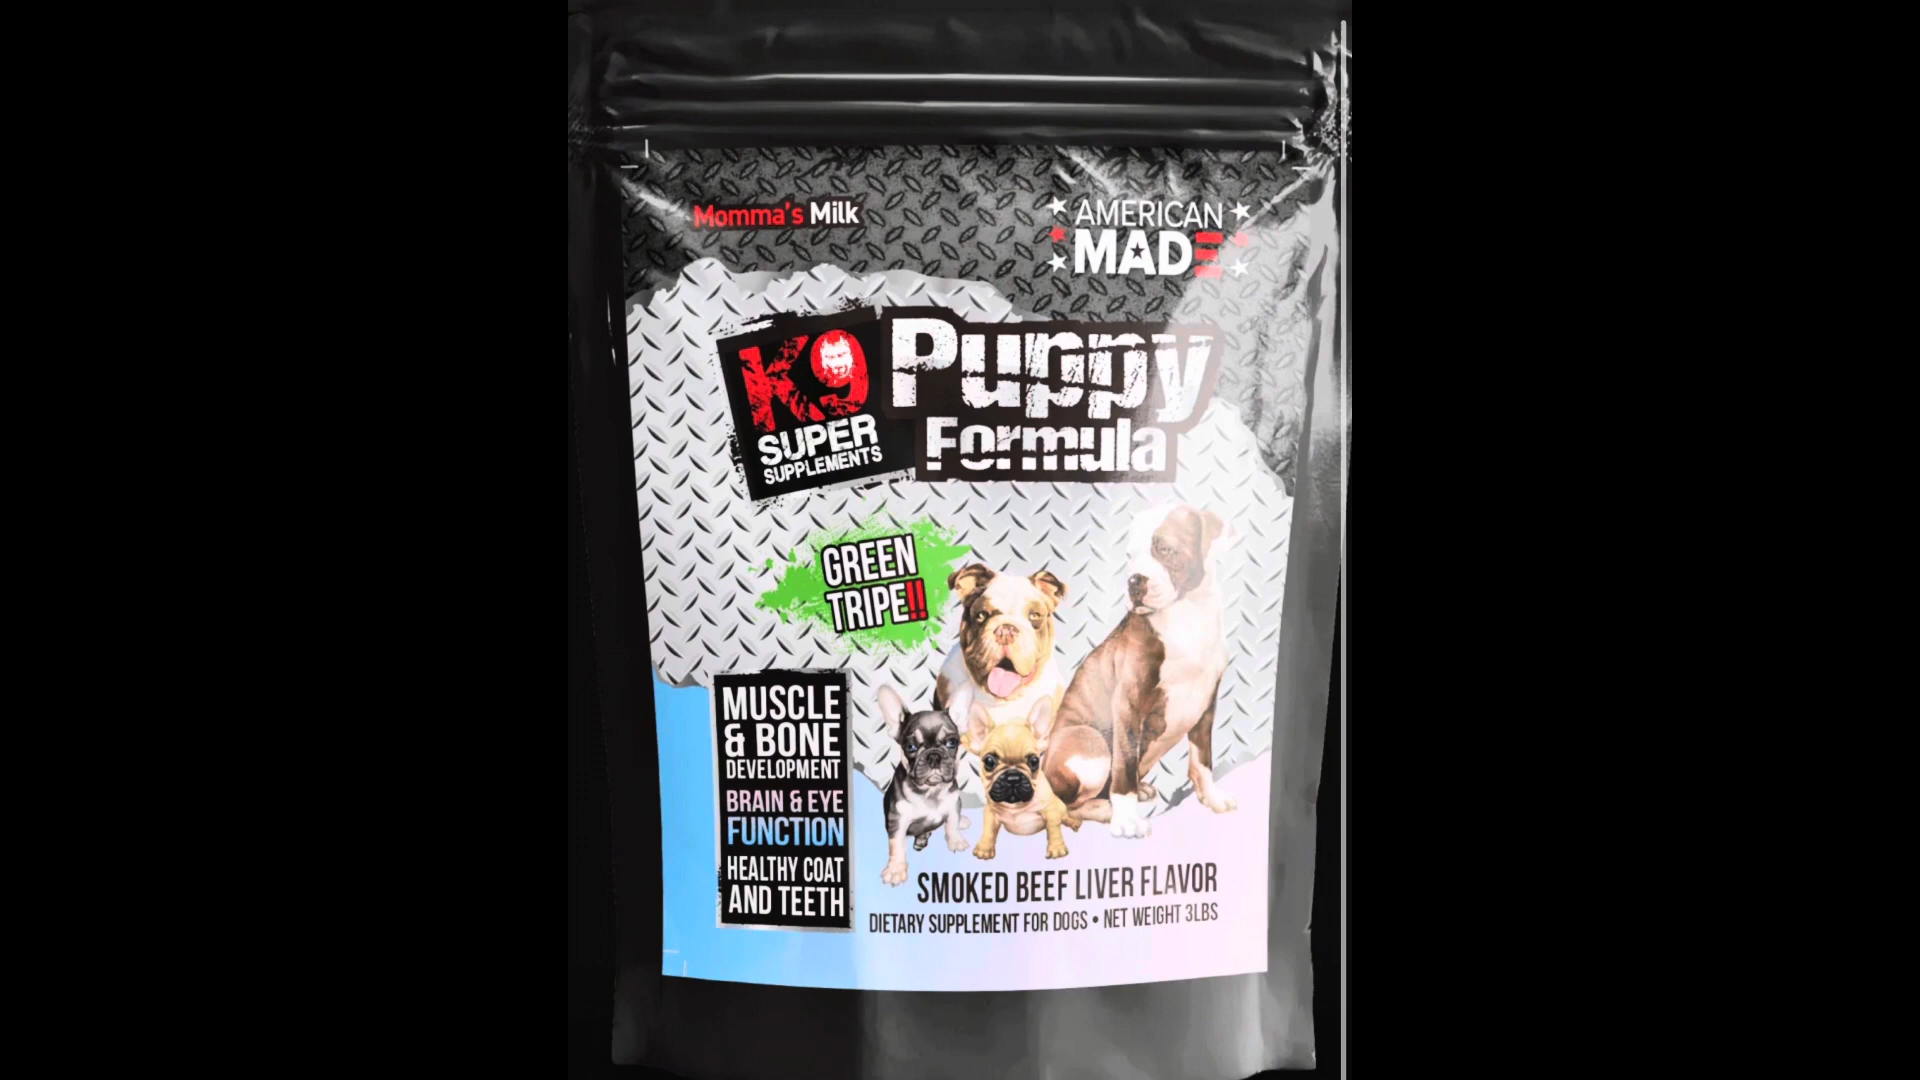 Momma's Milk
AMERICAN
MADE
K9
SUPER
SUPPLEMENTS
Puppy
Formula
GREEN
TRIPE!!
MUSCLE
& BONE
DEVELOPMENT
BRAIN & EYE
FUNCTION
HEALTHY COAT
AND TEETH
SMOKED BEEF LIVER FLAVOR
DIETARY SUPPLEMENT FOR DOGS • NET WEIGHT 3LBS